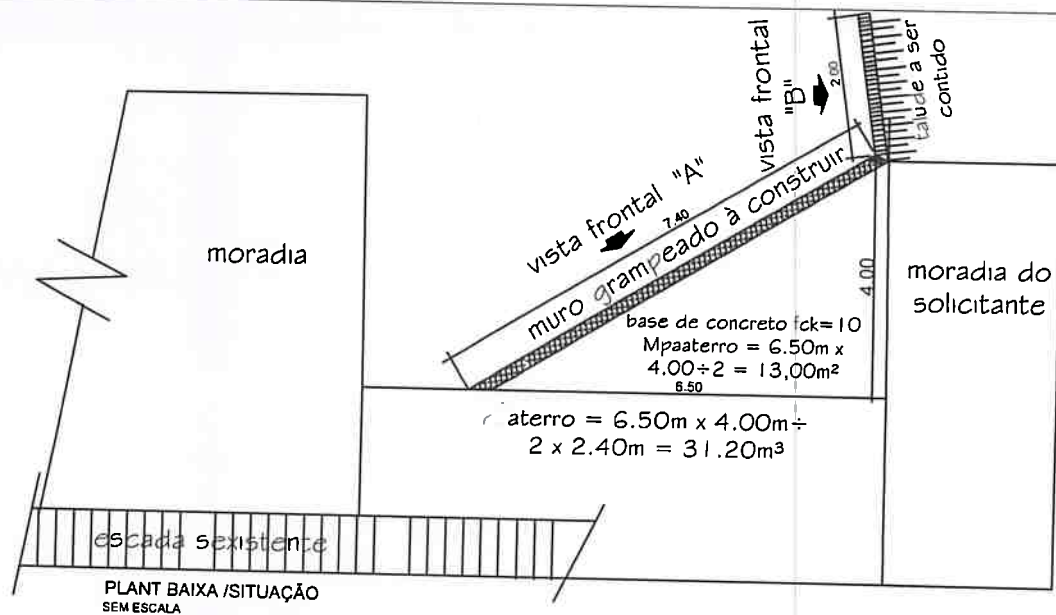 vista frontal
"B"
2.00
talude a ser
contido
vista frontal "A"
7.40
muro grampeado à construir
moradia
4.00
moradia do
solicitante
base de concreto fck=10
Mpaaterro = 6.50m x
4.00÷2 = 13,00m²
6.50
aterro = 6.50m x 4.00m÷
2 x 2.40m = 31.20m³
escada sexistente
PLANT BAIXA /SITUAÇÃO
SEM ESCALA